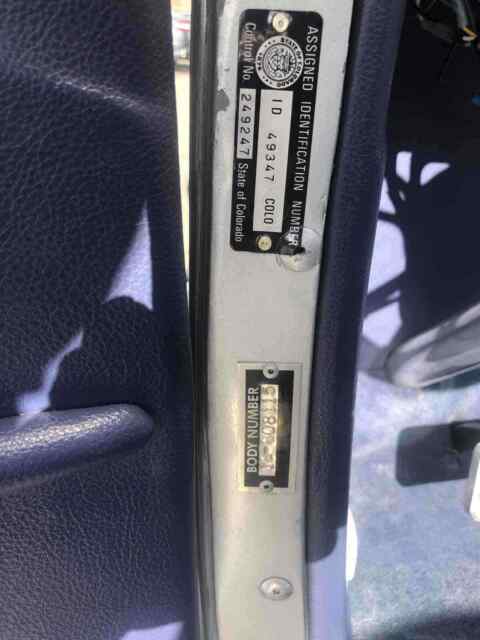 ASSIGNED IDENTIFICATION NUMBER
ID 49347 COLO
Control No. 249247 State of Colorado
BODY NUMBER